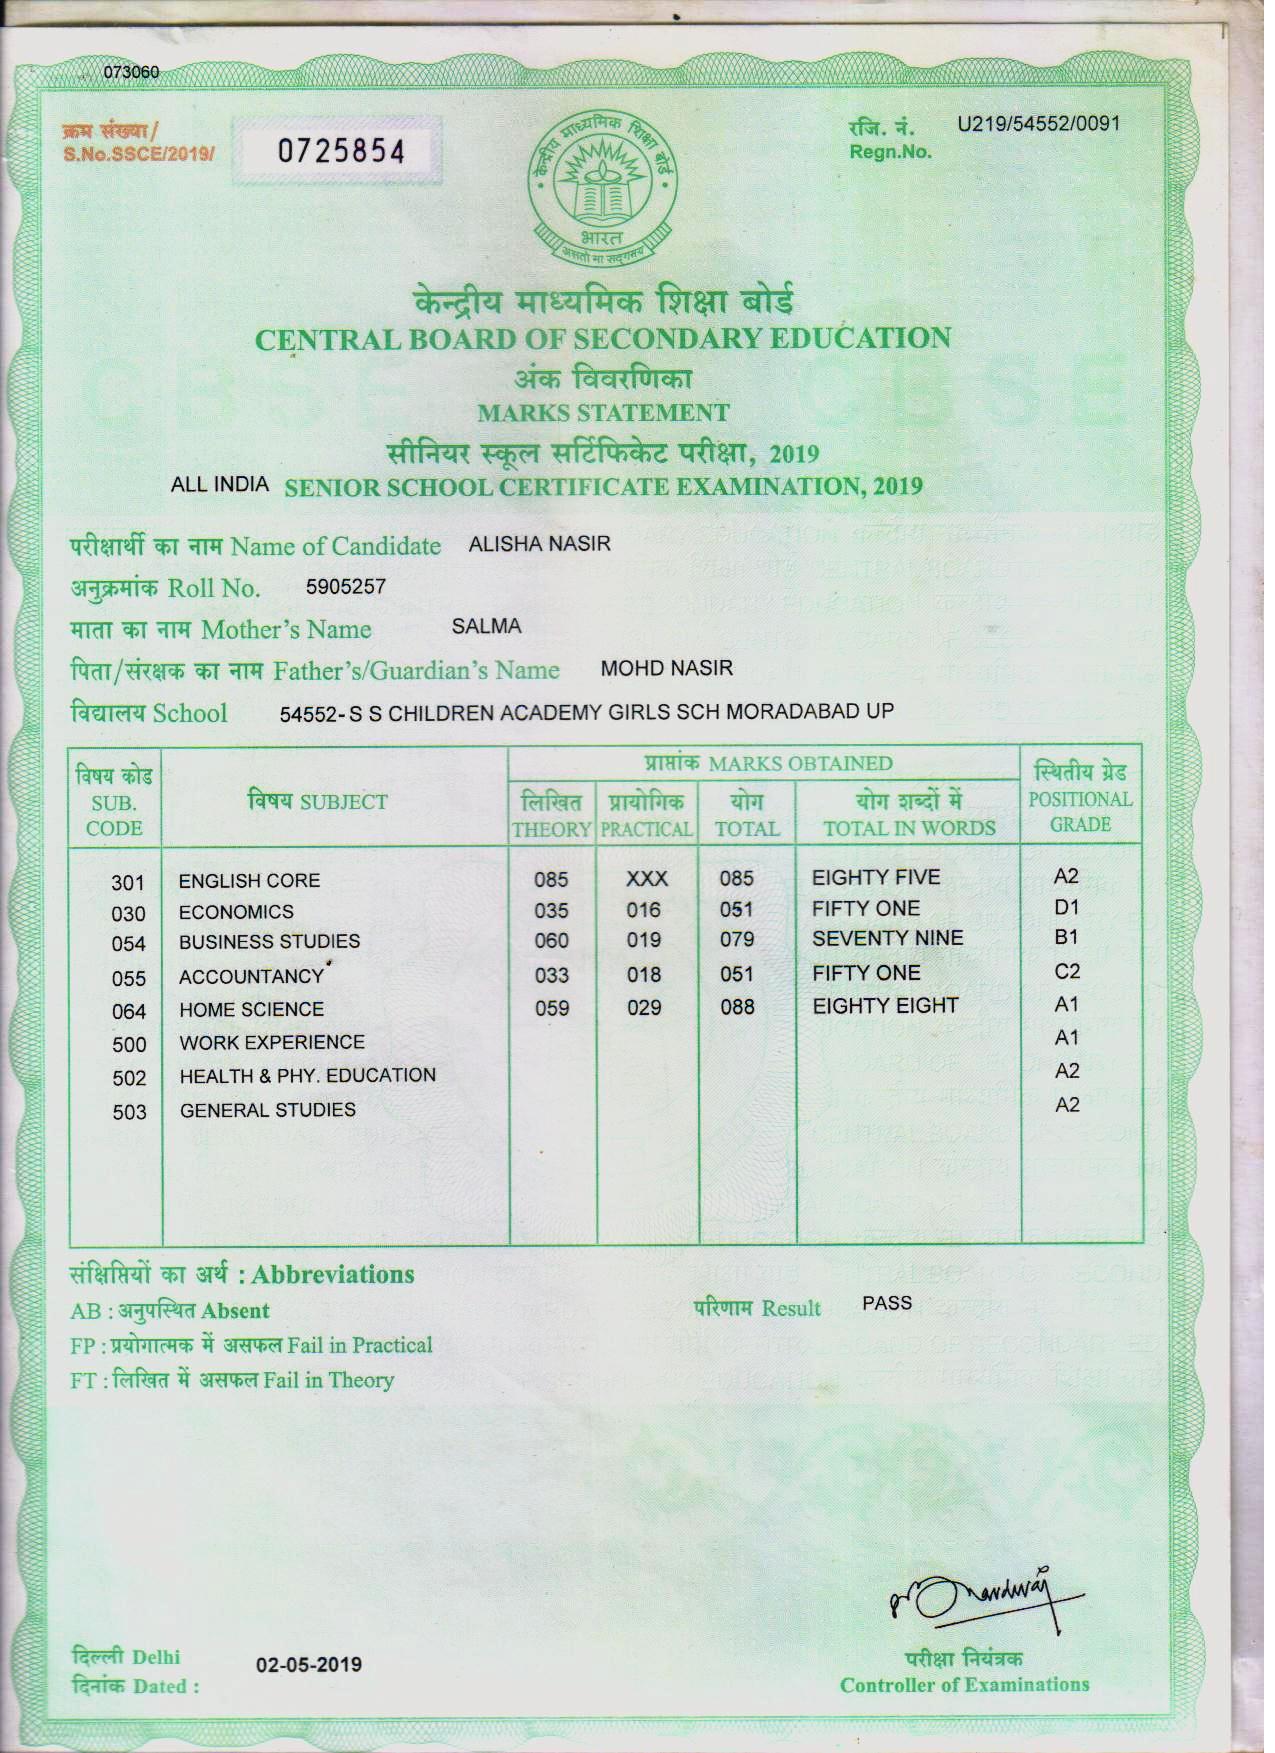 073060
क्रम संख्या/
S.No.SSCE/2019/ 0725854
रजि. नं. U219/54552/0091
Regn.No.
केन्द्रीय माध्यमिक शिक्षा बोर्ड
भारत
असतो मा सद्गमय
केन्द्रीय माध्यमिक शिक्षा बोर्ड
CENTRAL BOARD OF SECONDARY EDUCATION
अंक विवरणिका
MARKS STATEMENT
सीनियर स्कूल सर्टिफिकेट परीक्षा, 2019
ALL INDIA SENIOR SCHOOL CERTIFICATE EXAMINATION, 2019
परीक्षार्थी का नाम Name of Candidate ALISHA NASIR
अनुक्रमांक Roll No. 5905257
माता का नाम Mother's Name SALMA
पिता/संरक्षक का नाम Father's/Guardian's Name MOHD NASIR
विद्यालय School 54552- S S CHILDREN ACADEMY GIRLS SCH MORADABAD UP
विषय कोड SUB. CODE विषय SUBJECT प्राप्तांक MARKS OBTAINED स्थितीय ग्रेड POSITIONAL GRADE
लिखित THEORY प्रायोगिक PRACTICAL योग TOTAL योग शब्दों में TOTAL IN WORDS
301 ENGLISH CORE 085 XXX 085 EIGHTY FIVE A2
030 ECONOMICS 035 016 051 FIFTY ONE D1
054 BUSINESS STUDIES 060 019 079 SEVENTY NINE B1
055 ACCOUNTANCY 033 018 051 FIFTY ONE C2
064 HOME SCIENCE 059 029 088 EIGHTY EIGHT A1
500 WORK EXPERIENCE A1
502 HEALTH & PHY. EDUCATION A2
503 GENERAL STUDIES A2
संक्षिप्तियों का अर्थ : Abbreviations
AB : अनुपस्थित Absent
परिणाम Result PASS
FP : प्रयोगात्मक में असफल Fail in Practical
FT : लिखित में असफल Fail in Theory
दिल्ली Delhi
दिनांक Dated : 02-05-2019
परीक्षा नियंत्रक
Controller of Examinations